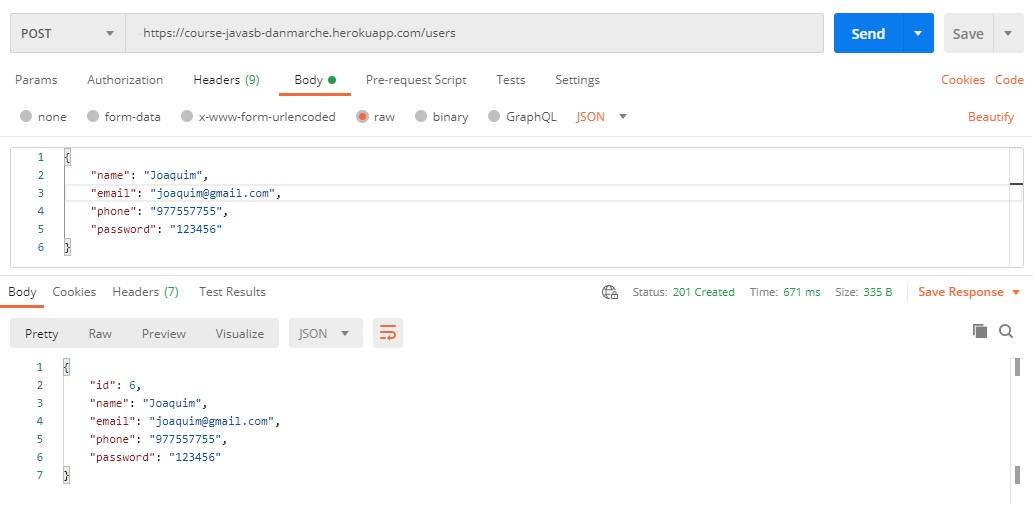 POST https://course-javasb-danmarche.herokuapp.com/users Send Save
Params Authorization Headers (9) Body Pre-request Script Tests Settings Cookies Code
none form-data x-www-form-urlencoded raw binary GraphQL JSON Beautify
1 {
2 "name": "Joaquim",
3 "email": "joaquim@gmail.com",
4 "phone": "977557755",
5 "password": "123456"
6 }
Body Cookies Headers (7) Test Results Status: 201 Created Time: 671 ms Size: 335 B Save Response
Pretty Raw Preview Visualize JSON
1 {
2 "id": 6,
3 "name": "Joaquim",
4 "email": "joaquim@gmail.com",
5 "phone": "977557755",
6 "password": "123456"
7 }